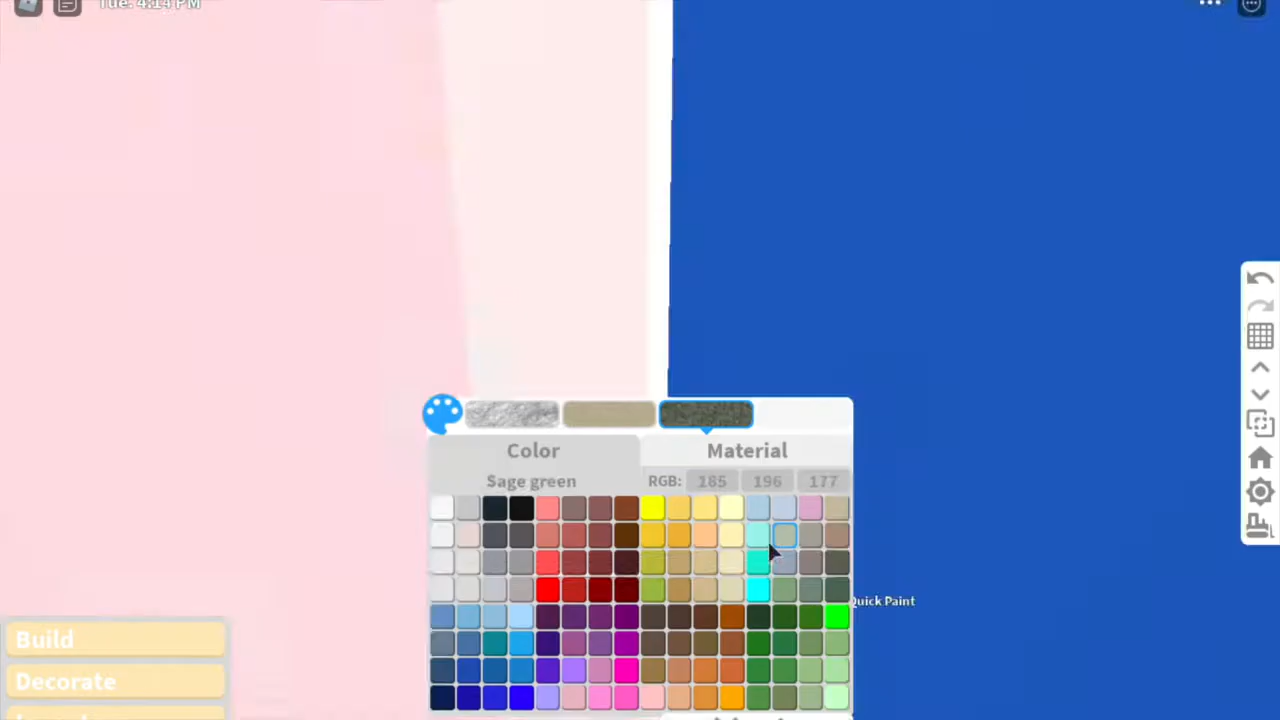 Tue. 4:14 PM
Color
Material
Sage green
RGB: 185 196 177
Quick Paint
Build
Decorate